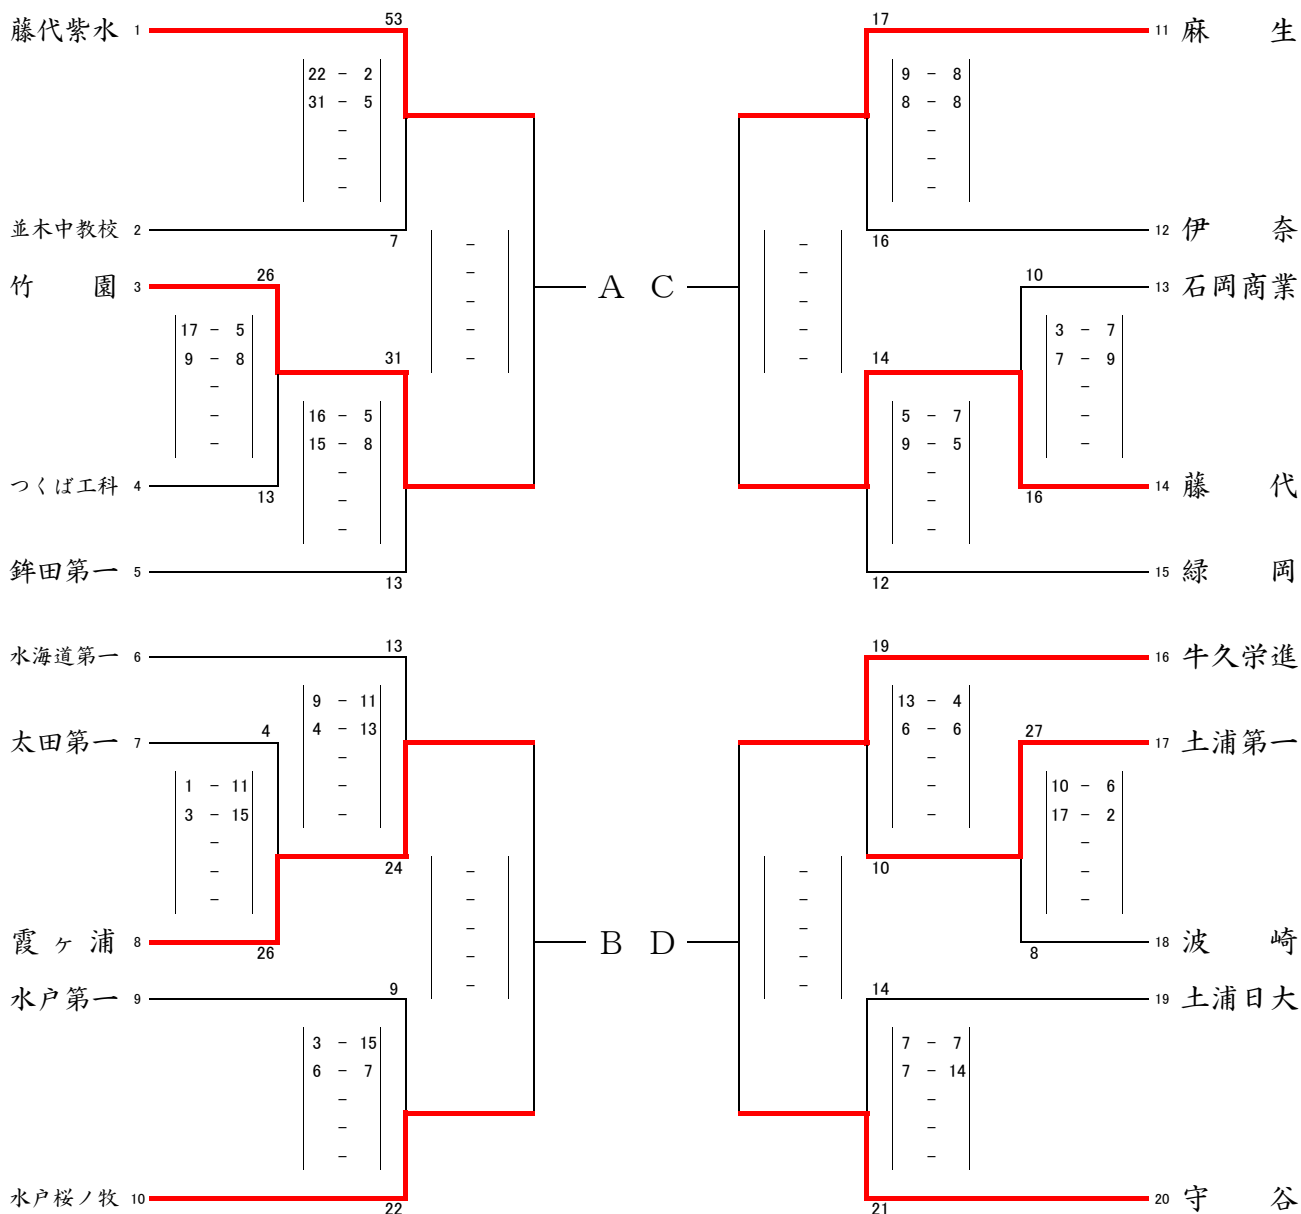 藤代紫水 1 53
22 - 2
31 - 5
-
-
-
並木中教校 2 7
竹園 3 26
17 - 5
9 - 8
-
-
-
つくば工科 4 13
31
16 - 5
15 - 8
-
-
-
鉾田第一 5 13
-
-
-
-
-
A
水海道第一 6 13
9 - 11
4 - 13
-
-
-
太田第一 7 4
1 - 11
3 - 15
-
-
-
24
霞ヶ浦 8 26
水戸第一 9 9
3 - 15
6 - 7
-
-
-
水戸桜ノ牧 10 22
-
-
-
-
-
B
17 11 麻生
9 - 8
8 - 8
-
-
-
16 12 伊奈
10 13 石岡商業
3 - 7
7 - 9
-
-
-
16 14 藤代
14
5 - 7
9 - 5
-
-
-
12 15 緑岡
-
-
-
-
-
C
19 16 牛久栄進
13 - 4
6 - 6
-
-
-
27 17 土浦第一
10 - 6
17 - 2
-
-
-
10
8 18 波崎
14 19 土浦日大
7 - 7
7 - 14
-
-
-
21 20 守谷
-
-
-
-
-
D